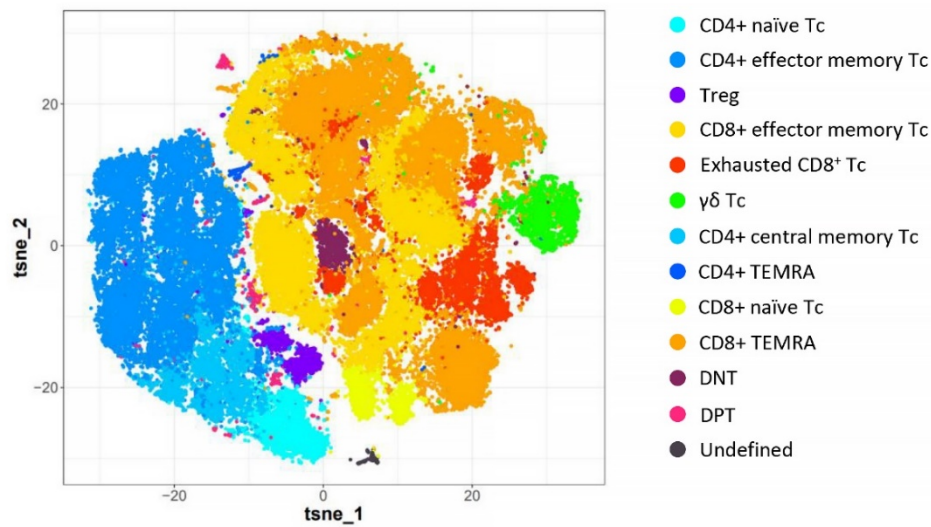 CD4+ naïve Tc
CD4+ effector memory Tc
Treg
CD8+ effector memory Tc
Exhausted CD8⁺ Tc
γδ Tc
CD4+ central memory Tc
CD4+ TEMRA
CD8+ naïve Tc
CD8+ TEMRA
DNT
DPT
Undefined
tsne_2
20
0
−20
−20
0
20
tsne_1